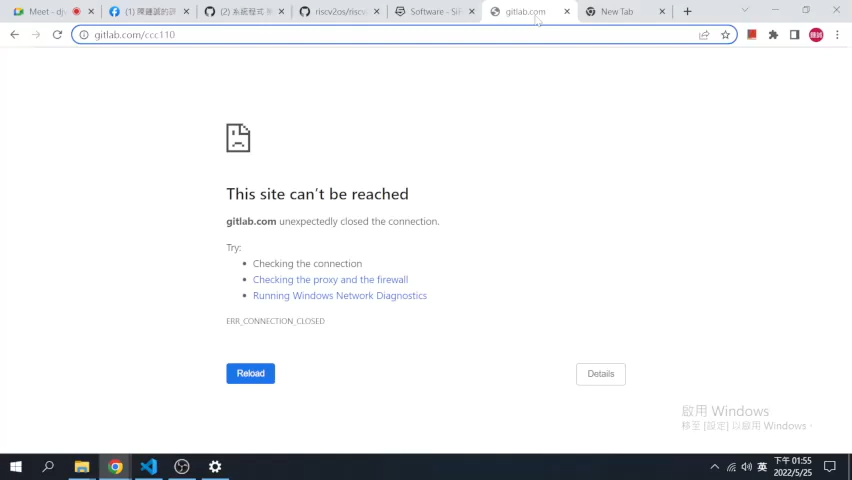 Meet - dj
(1) 陳鍾誠的
(2) 系統程式
riscv2os/riscv
Software - Si
gitlab.com
New Tab
gitlab.com/ccc110
鍾誠
This site can't be reached
gitlab.com unexpectedly closed the connection.
Try:
Checking the connection
Checking the proxy and the firewall
Running Windows Network Diagnostics
ERR_CONNECTION_CLOSED
Reload
Details
啟用 Windows
移至 [設定] 以啟用 Windows。
英
下午 01:55
2022/5/25